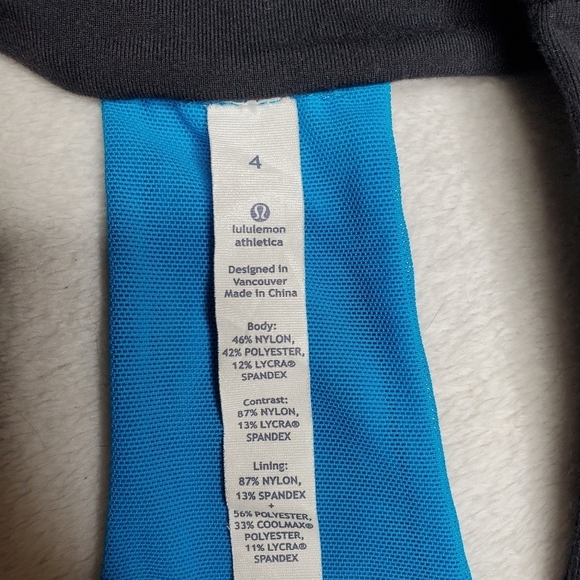 4
lululemon
athletica
Designed in
Vancouver
Made in China
Body:
46% NYLON,
42% POLYESTER,
12% LYCRA®
SPANDEX
Contrast:
87% NYLON,
13% LYCRA®
SPANDEX
Lining:
87% NYLON,
13% SPANDEX
+
56% POLYESTER,
33% COOLMAX®
POLYESTER,
11% LYCRA®
SPANDEX